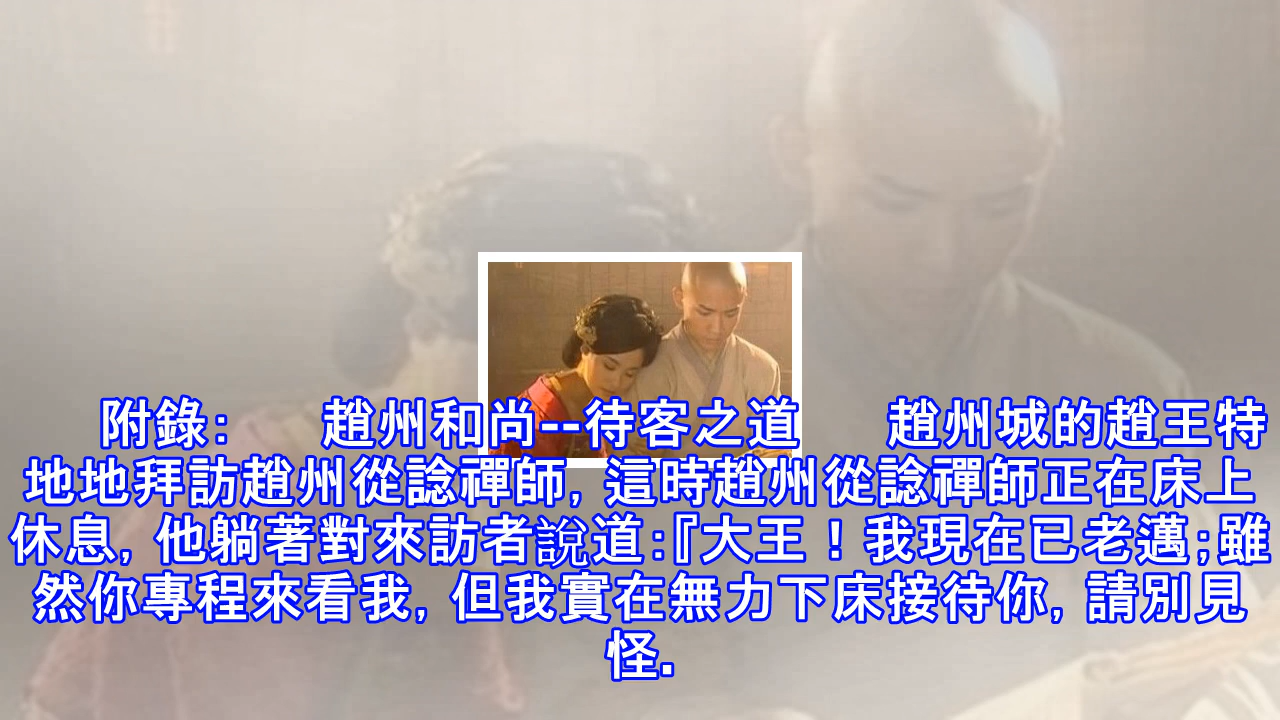 附錄: 趙州和尚--待客之道 趙州城的趙王特
地地拜訪趙州從諗禪師, 這時趙州從諗禪師正在床上
休息, 他躺著對來訪者說道:『大王！我現在已老邁;雖
然你專程來看我, 但我實在無力下床接待你, 請別見
怪.